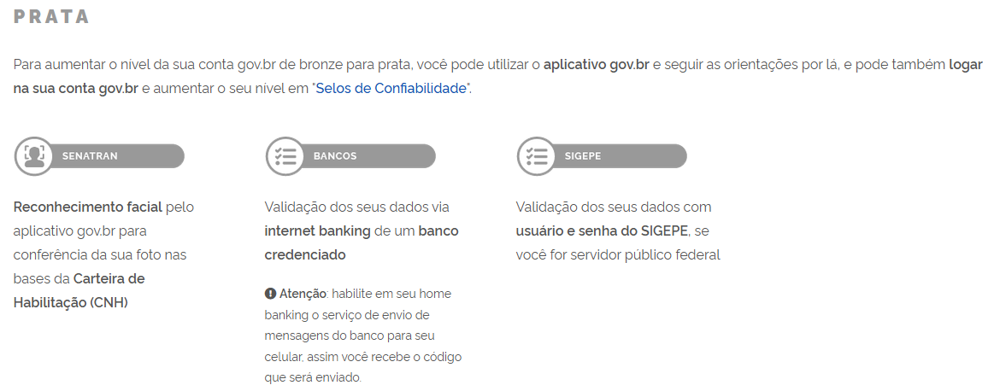 PRATA
Para aumentar o nível da sua conta gov.br de bronze para prata, você pode utilizar o aplicativo gov.br e seguir as orientações por lá, e pode também logar
na sua conta gov.br e aumentar o seu nível em "Selos de Confiabilidade".
SENATRAN
Reconhecimento facial pelo
aplicativo gov.br para
conferência da sua foto nas
bases da Carteira de
Habilitação (CNH)
BANCOS
Validação dos seus dados via
internet banking de um banco
credenciado
Atenção: habilite em seu home
banking o serviço de envio de
mensagens do banco para seu
celular, assim você recebe o código
que será enviado.
SIGEPE
Validação dos seus dados com
usuário e senha do SIGEPE, se
você for servidor público federal